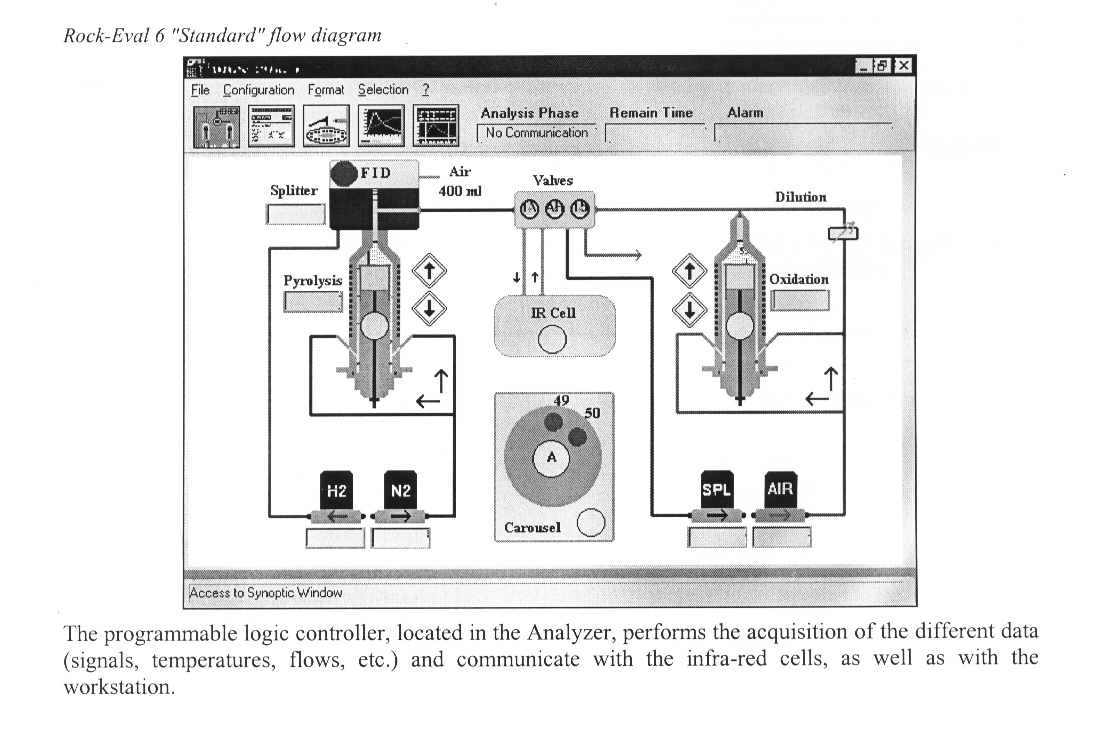 Rock-Eval 6 "Standard" flow diagram
File Configuration Format Selection ?
Analysis Phase Remain Time Alarm
No Communication
FID Air
400 ml
Splitter
Valves
Dilution
Pyrolysis
Oxidation
IR Cell
49
50
A
H2 N2
SPL AIR
Carousel
Access to Synoptic Window
The programmable logic controller, located in the Analyzer, performs the acquisition of the different data
(signals, temperatures, flows, etc.) and communicate with the infra-red cells, as well as with the
workstation.